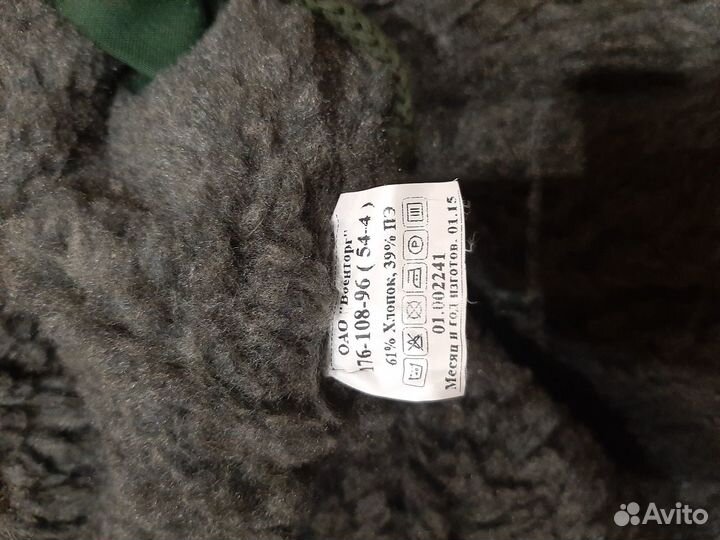 ОАО "Военторг"
176-108-96 ( 54-4 )
61% Хлопок, 39% ПЭ
01.002241
Месяц и год изготов. 01.15
Avito